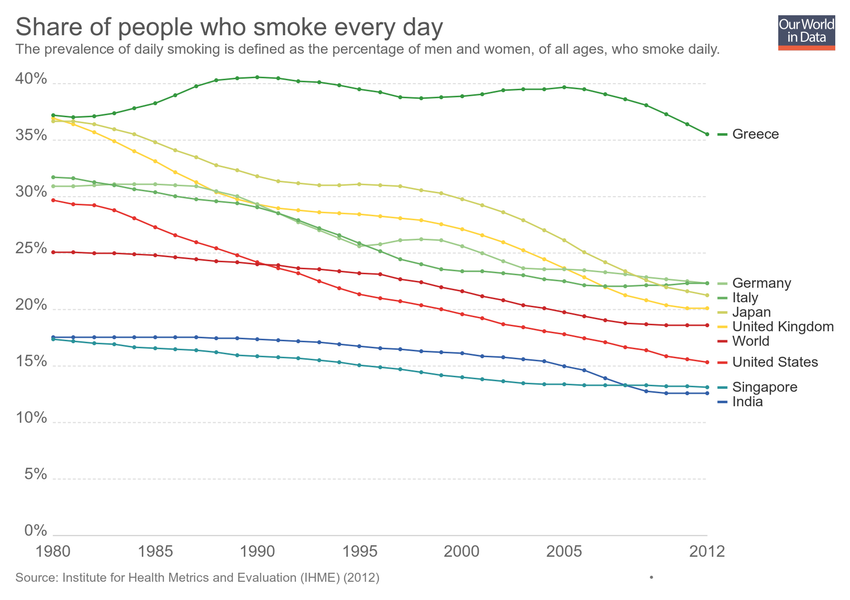 Share of people who smoke every day
Our World
in Data
The prevalence of daily smoking is defined as the percentage of men and women, of all ages, who smoke daily.
40%
35%
30%
25%
20%
15%
10%
5%
0%
Greece
Germany
Italy
Japan
United Kingdom
World
United States
Singapore
India
1980 1985 1990 1995 2000 2005 2012
Source: Institute for Health Metrics and Evaluation (IHME) (2012)
•